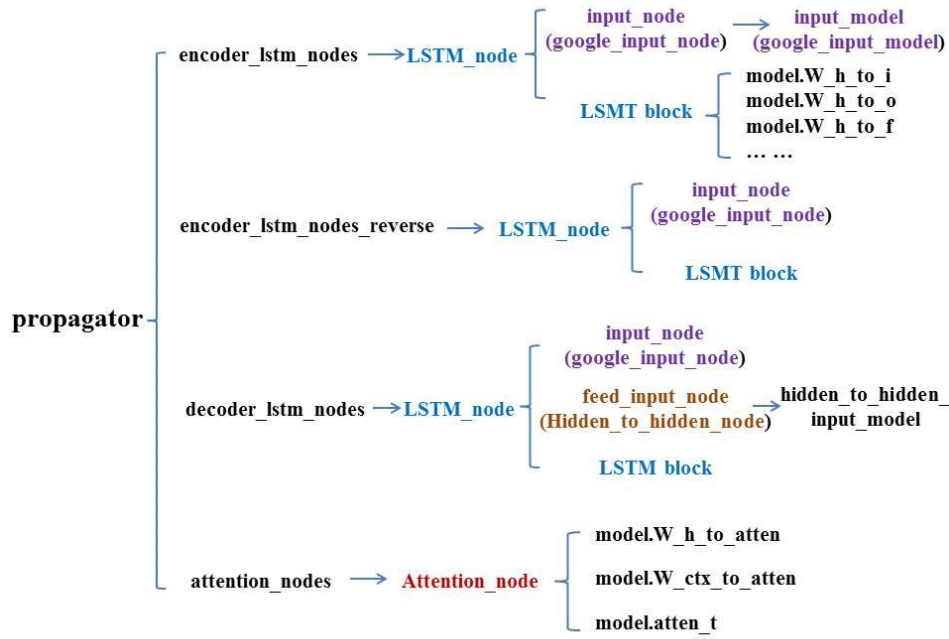 input_node
(google_input_node)
input_model
(google_input_model)
encoder_lstm_nodes
LSTM_node
LSMT block
model.W_h_to_i
model.W_h_to_o
model.W_h_to_f
... ...
encoder_lstm_nodes_reverse
LSTM_node
input_node
(google_input_node)
LSMT block
propagator
decoder_lstm_nodes
LSTM_node
input_node
(google_input_node)
feed_input_node
(Hidden_to_hidden_node)
hidden_to_hidden_
input_model
LSTM block
attention_nodes
Attention_node
model.W_h_to_atten
model.W_ctx_to_atten
model.atten_t